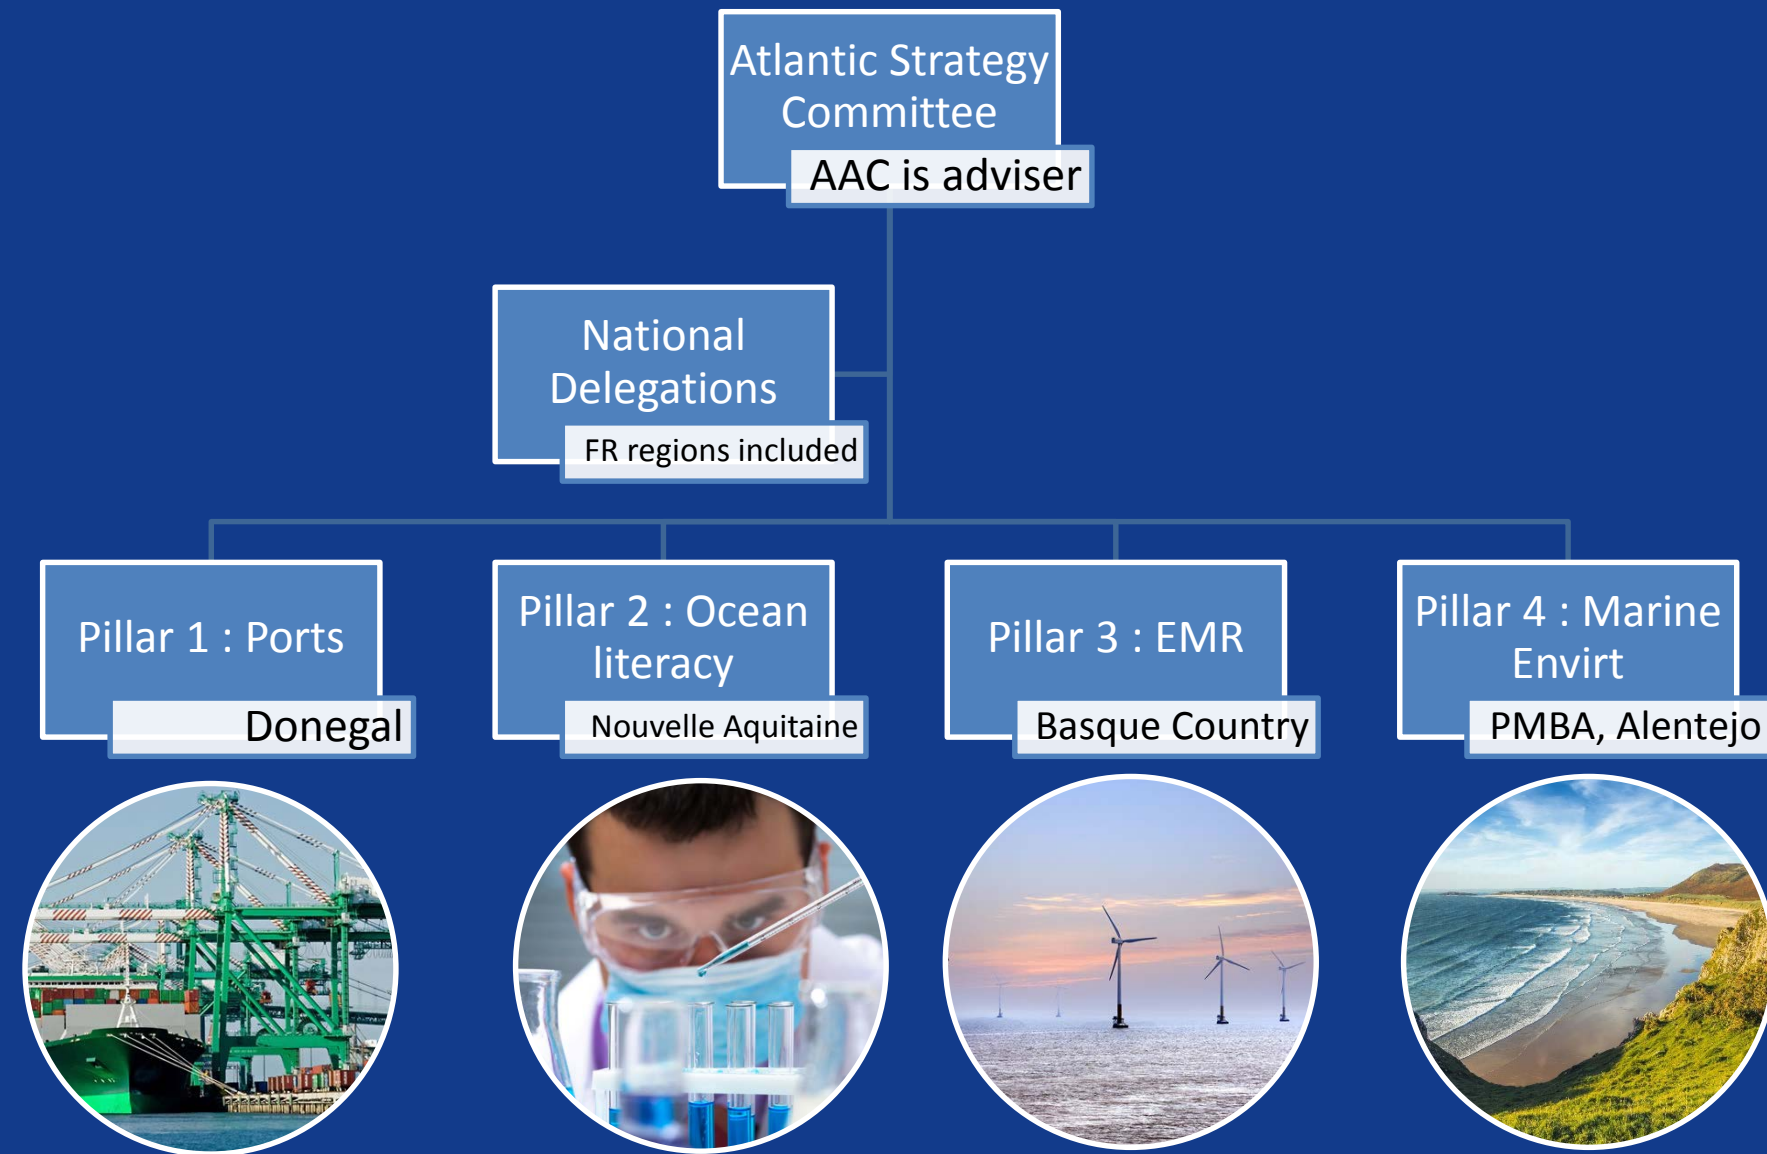 Atlantic Strategy
Committee
AAC is adviser
National
Delegations
FR regions included
Pillar 1 : Ports
Donegal
Pillar 2 : Ocean
literacy
Nouvelle Aquitaine
Pillar 3 : EMR
Basque Country
Pillar 4 : Marine
Envirt
PMBA, Alentejo